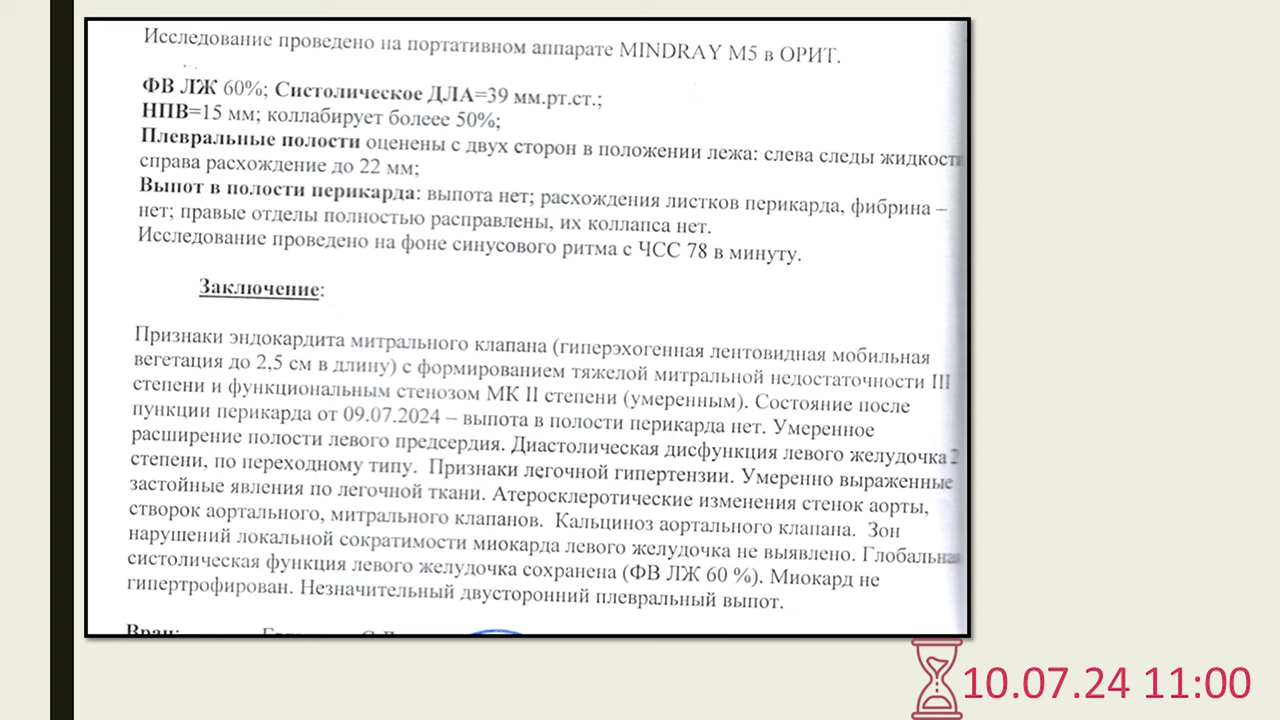 Исследование проведено на портативном аппарате MINDRAY M5 в ОРИТ.
ФВ ЛЖ 60%; Систолическое ДЛА=39 мм.рт.ст.;
НПВ=15 мм; коллабирует болеее 50%;
Плевральные полости оценены с двух сторон в положении лежа: слева следы жидкости
справа расхождение до 22 мм;
Выпот в полости перикарда: выпота нет; расхождения листков перикарда, фибрина –
нет; правые отделы полностью расправлены, их коллапса нет.
Исследование проведено на фоне синусового ритма с ЧСС 78 в минуту.
Заключение:
Признаки эндокардита митрального клапана (гиперэхогенная лентовидная мобильная
вегетация до 2,5 см в длину) с формированием тяжелой митральной недостаточности III
степени и функциональным стенозом МК II степени (умеренным). Состояние после
пункции перикарда от 09.07.2024 – выпота в полости перикарда нет. Умеренное
расширение полости левого предсердия. Диастолическая дисфункция левого желудочка 2
степени, по переходному типу. Признаки легочной гипертензии. Умеренно выраженные
застойные явления по легочной ткани. Атеросклеротические изменения стенок аорты,
створок аортального, митрального клапанов. Кальциноз аортального клапана. Зон
нарушений локальной сократимости миокарда левого желудочка не выявлено. Глобальная
систолическая функция левого желудочка сохранена (ФВ ЛЖ 60 %). Миокард не
гипертрофирован. Незначительный двусторонний плевральный выпот.
Врач:
10.07.24 11:00